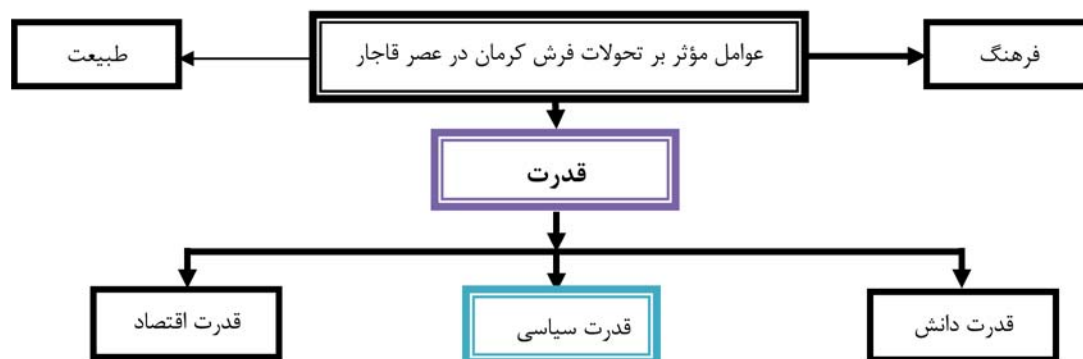 عوامل مؤثر بر تحولات فرش کرمان در عصر قاجار
فرهنگ
طبیعت
قدرت
قدرت دانش
قدرت سیاسی
قدرت اقتصاد